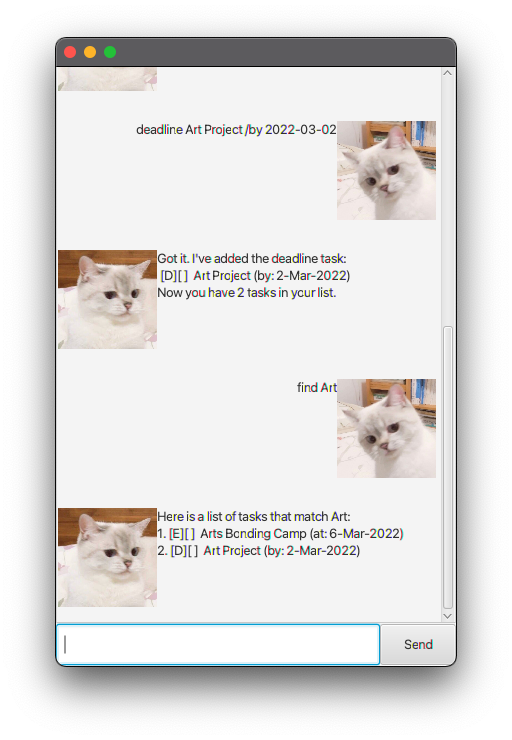 deadline Art Project /by 2022-03-02
Got it. I've added the deadline task:
[D][ ] Art Project (by: 2-Mar-2022)
Now you have 2 tasks in your list.
find Art
Here is a list of tasks that match Art:
1. [E][ ] Arts Bonding Camp (at: 6-Mar-2022)
2. [D][ ] Art Project (by: 2-Mar-2022)
Send